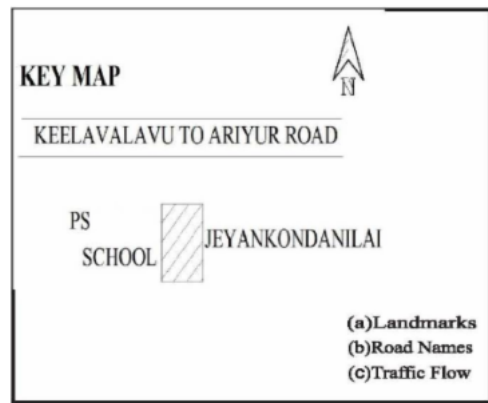 KEY MAP
N
KEELAVALAVU TO ARIYUR ROAD
PS
SCHOOL
JEYANKONDANILAI
(a)Landmarks
(b)Road Names
(c)Traffic Flow